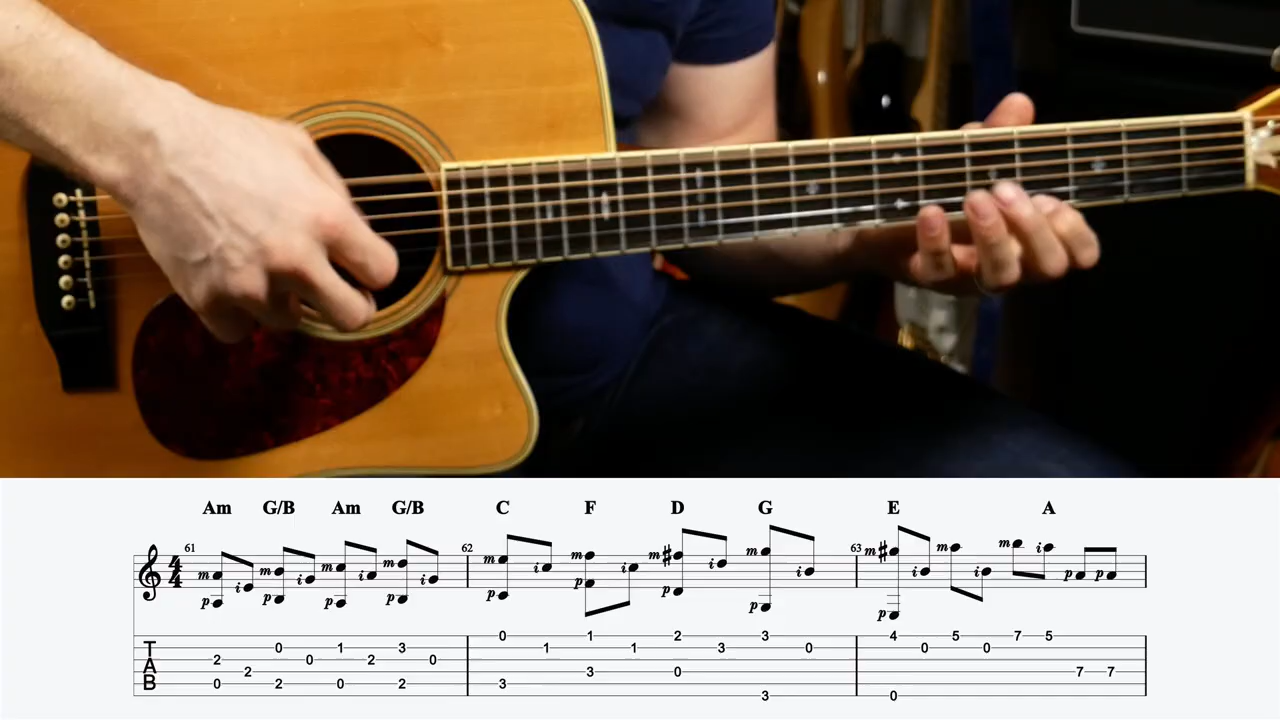 Am G/B Am G/B C F D G E A
61 62 63
4 4
m i m i m i m i m i m i m i m i m i m i m i p p
p p p p p p p p p
0 1 2 3 4 5 7 5
T 0 1 3 1 1 3 0 0 0
A 2 0 2 0
2 3 0 7 7
B 0 2 0 2 3
3 0